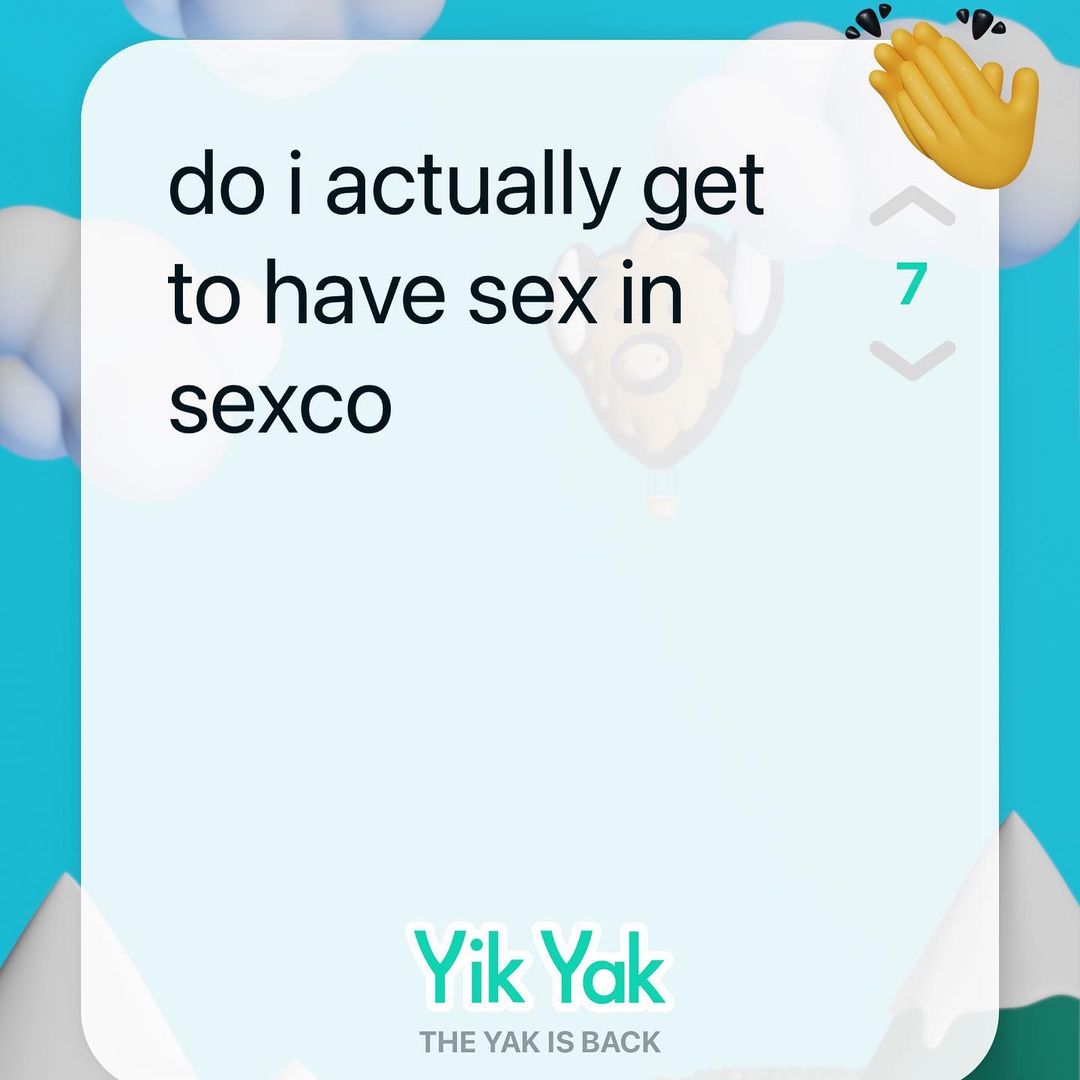 do i actually get
to have sex in
sexco
7
Yik Yak
THE YAK IS BACK